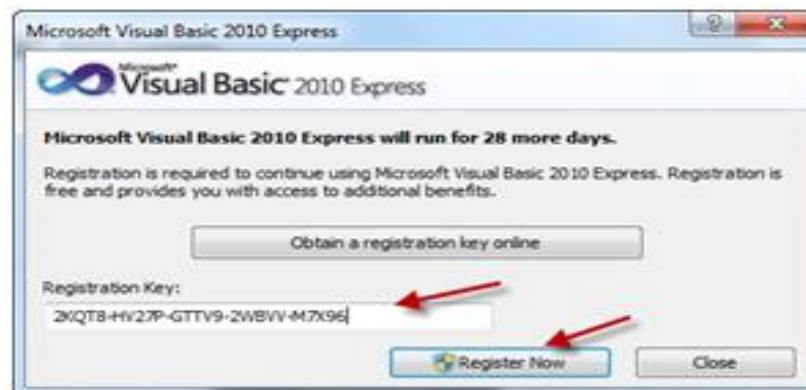 Microsoft Visual Basic 2010 Express
Microsoft®
Visual Basic® 2010 Express
Microsoft Visual Basic 2010 Express will run for 28 more days.
Registration is required to continue using Microsoft Visual Basic 2010 Express. Registration is
free and provides you with access to additional benefits.
Obtain a registration key online
Registration Key:
2KQT8-HV27P-GTTV9-2WBVV-M7X96
Register Now
Close